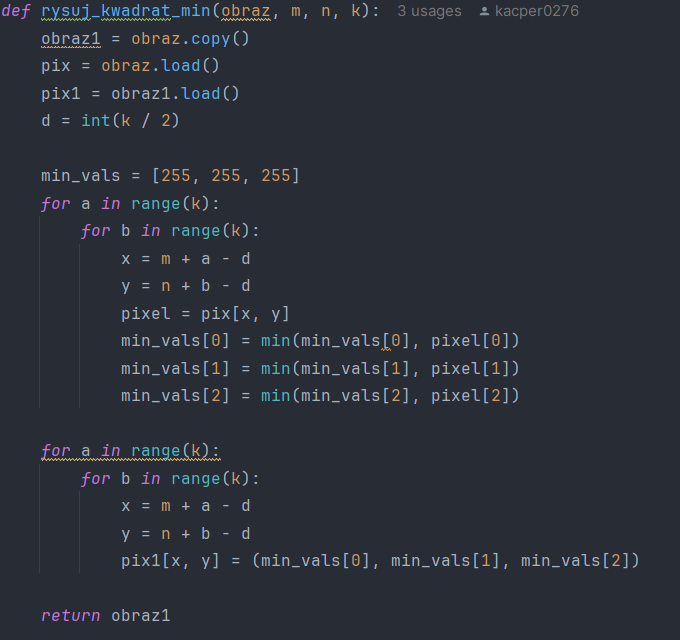 def rysuj_kwadrat_min(obraz, m, n, k): 3 usages kacper0276
    obraz1 = obraz.copy()
    pix = obraz.load()
    pix1 = obraz1.load()
    d = int(k / 2)

    min_vals = [255, 255, 255]
    for a in range(k):
        for b in range(k):
            x = m + a - d
            y = n + b - d
            pixel = pix[x, y]
            min_vals[0] = min(min_vals[0], pixel[0])
            min_vals[1] = min(min_vals[1], pixel[1])
            min_vals[2] = min(min_vals[2], pixel[2])

    for a in range(k):
        for b in range(k):
            x = m + a - d
            y = n + b - d
            pix1[x, y] = (min_vals[0], min_vals[1], min_vals[2])

    return obraz1